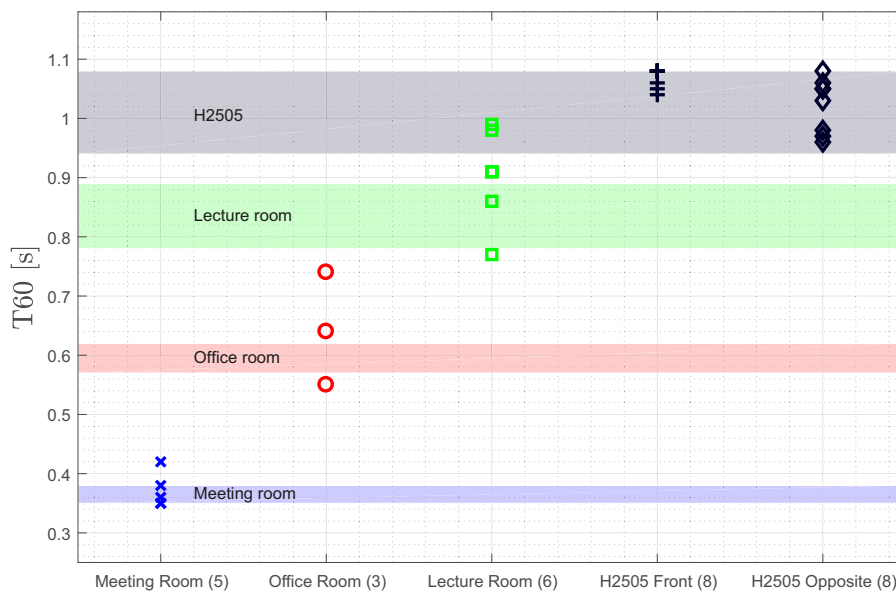 1.1
1
0.9
0.8
0.7
0.6
0.5
0.4
0.3
T60 [s]
H2505
Lecture room
Office room
Meeting room
Meeting Room (5)
Office Room (3)
Lecture Room (6)
H2505 Front (8)
H2505 Opposite (8)